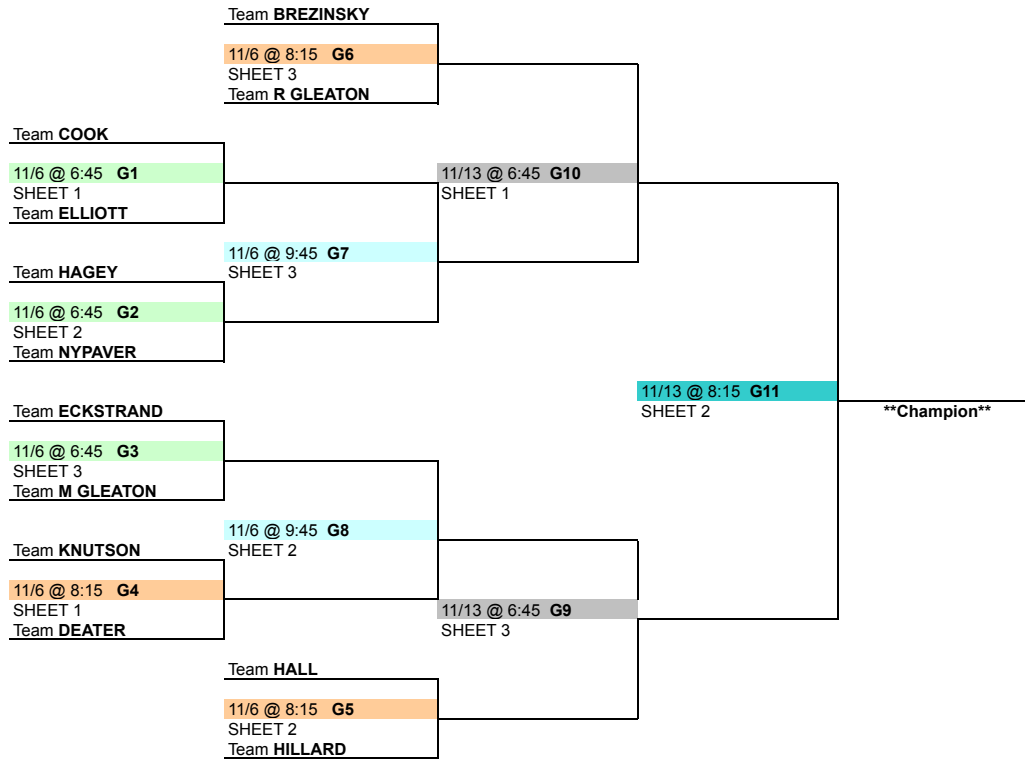 Team BREZINSKY
11/6 @ 8:15 G6
SHEET 3
Team R GLEATON
Team COOK
11/6 @ 6:45 G1
SHEET 1
Team ELLIOTT
11/13 @ 6:45 G10
SHEET 1
11/6 @ 9:45 G7
SHEET 3
Team HAGEY
11/6 @ 6:45 G2
SHEET 2
Team NYPAVER
11/13 @ 8:15 G11
SHEET 2
**Champion**
Team ECKSTRAND
11/6 @ 6:45 G3
SHEET 3
Team M GLEATON
11/6 @ 9:45 G8
SHEET 2
Team KNUTSON
11/6 @ 8:15 G4
SHEET 1
Team DEATER
11/13 @ 6:45 G9
SHEET 3
Team HALL
11/6 @ 8:15 G5
SHEET 2
Team HILLARD